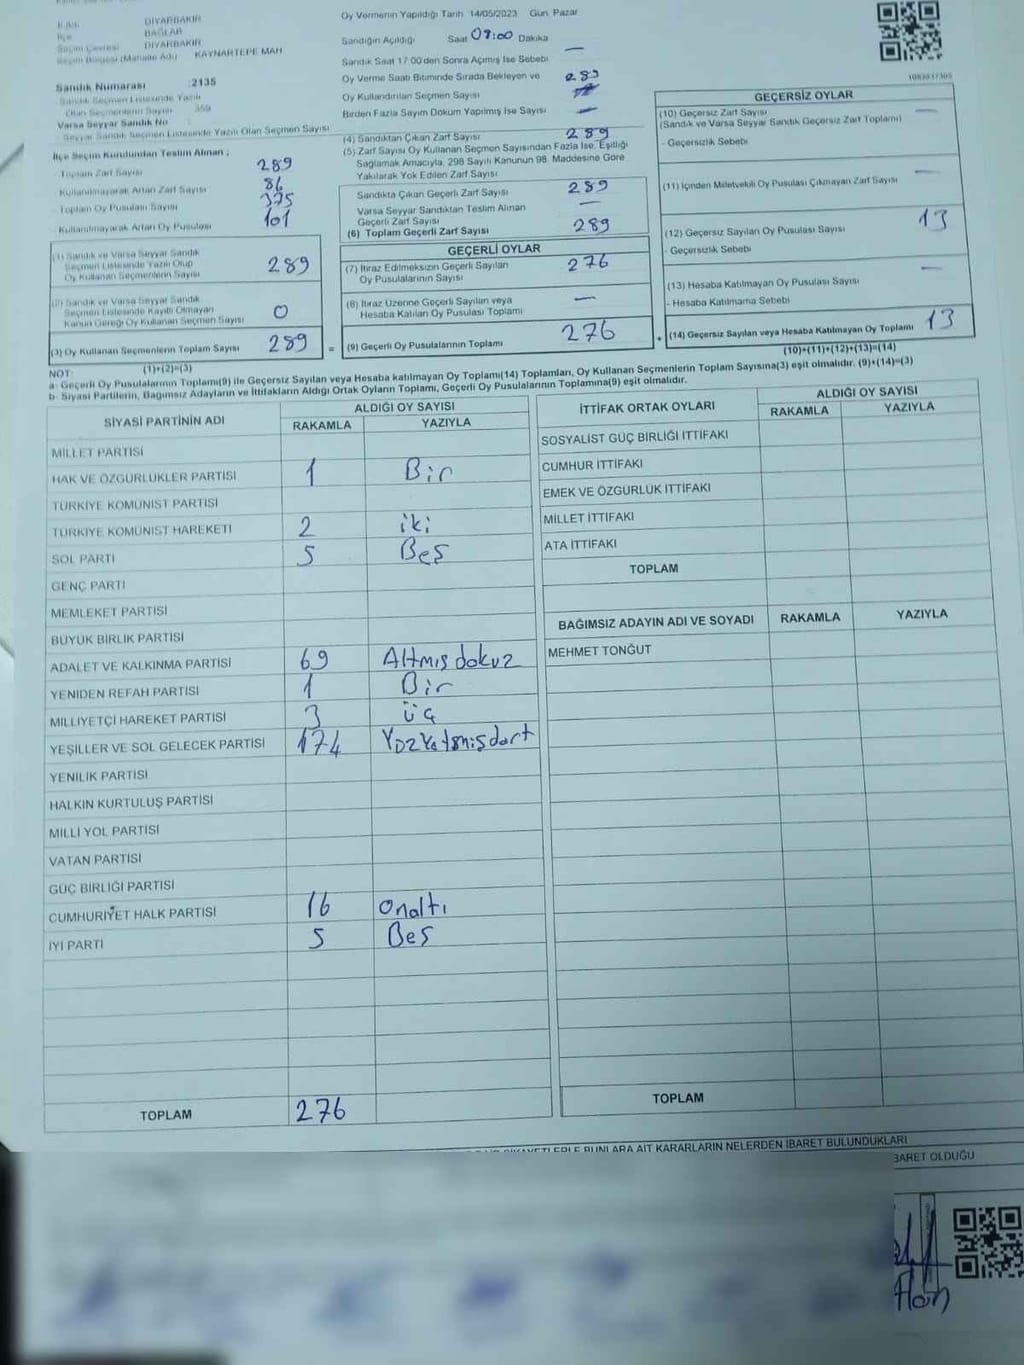 İli DİYARBAKIR
İlçe BAĞLAR
Seçim Çevresi DİYARBAKIR
Seçim Bölgesi (Mahalle Adı) KAYNARTEPE MAH
Sandık Numarası :2135
Sandık Seçmen Listesinde Yazılı
Olan Seçmenlerin Sayısı 359
Varsa Seyyar Sandık No :
Seyyar Sandık Seçmen Listesinde Yazılı Olan Seçmen Sayısı
İlçe Seçim Kurulundan Teslim Alınan ;
Toplam Zarf Sayısı 289
Kullanılmayarak Artan Zarf Sayısı 86
Toplam Oy Pusulası Sayısı 375
Kullanılmayarak Artan Oy Pusulası 101
(1) Sandık ve Varsa Seyyar Sandık
Seçmen Listesinde Yazılı Olup
Oy Kullanan Seçmenlerin Sayısı 289
(2) Sandık ve Varsa Seyyar Sandık
Seçmen Listesinde Kayıtlı Olmayan
Kanun Gereği Oy Kullanan Seçmen Sayısı 0
(3) Oy Kullanan Seçmenlerin Toplam Sayısı 289
(1)+(2)=(3)
Oy Vermenin Yapıldığı Tarih 14/05/2023 Gün Pazar
Sandığın Açıldığı Saat 07:00 Dakika
Sandık Saat 17:00'den Sonra Açılmış İse Sebebi —
Oy Verme Saati Bitiminde Sırada Bekleyen ve
Oy Kullandırılan Seçmen Sayısı 289
Birden Fazla Sayım Döküm Yapılmış İse Sayısı —
(4) Sandıktan Çıkan Zarf Sayısı 289
(5) Zarf Sayısı Oy Kullanan Seçmen Sayısından Fazla İse, Eşitliği
Sağlamak Amacıyla, 298 Sayılı Kanunun 98. Maddesine Göre
Yakılarak Yok Edilen Zarf Sayısı
Sandıkta Çıkan Geçerli Zarf Sayısı 289
Varsa Seyyar Sandıktan Teslim Alınan
Geçerli Zarf Sayısı —
(6) Toplam Geçerli Zarf Sayısı 289
GEÇERLİ OYLAR
(7) İtiraz Edilmeksizin Geçerli Sayılan
Oy Pusulalarının Sayısı 276
(8) İtiraz Üzerine Geçerli Sayılan veya
Hesaba Katılan Oy Pusulası Toplamı —
= (9) Geçerli Oy Pusulalarının Toplamı 276
1083937305
GEÇERSİZ OYLAR
(10) Geçersiz Zarf Sayısı —
(Sandık ve Varsa Seyyar Sandık Geçersiz Zarf Toplamı)
- Geçersizlik Sebebi
(11) İçinden Milletvekili Oy Pusulası Çıkmayan Zarf Sayısı —
(12) Geçersiz Sayılan Oy Pusulası Sayısı 13
- Geçersizlik Sebebi
(13) Hesaba Katılmayan Oy Pusulası Sayısı —
- Hesaba Katılmama Sebebi
+ (14) Geçersiz Sayılan veya Hesaba Katılmayan Oy Toplamı 13
(10)+(11)+(12)+(13)=(14)
NOT:
a- Geçerli Oy Pusulalarının Toplamı(9) ile Geçersiz Sayılan veya Hesaba katılmayan Oy Toplamı(14) Toplamları, Oy Kullanan Seçmenlerin Toplam Sayısına(3) eşit olmalıdır. (9)+(14)=(3)
b- Siyasi Partilerin, Bağımsız Adayların ve İttifakların Aldığı Ortak Oyların Toplamı, Geçerli Oy Pusulalarının Toplamına(9) eşit olmalıdır.
SİYASİ PARTİNİN ADI ALDIĞI OY SAYISI
RAKAMLA YAZIYLA
MİLLET PARTİSİ
HAK VE ÖZGÜRLÜKLER PARTİSİ 1 Bir
TÜRKİYE KOMÜNİST PARTİSİ
TÜRKİYE KOMÜNİST HAREKETİ 2 iki
SOL PARTİ 5 Beş
GENÇ PARTİ
MEMLEKET PARTİSİ
BÜYÜK BİRLİK PARTİSİ
ADALET VE KALKINMA PARTİSİ 69 Altmış dokuz
YENİDEN REFAH PARTİSİ 1 Bir
MİLLİYETÇİ HAREKET PARTİSİ 3 üç
YEŞİLLER VE SOL GELECEK PARTİSİ 174 Yüzyetmişdört
YENİLİK PARTİSİ
HALKIN KURTULUŞ PARTİSİ
MİLLİ YOL PARTİSİ
VATAN PARTİSİ
GÜÇ BİRLİĞİ PARTİSİ
CUMHURİYET HALK PARTİSİ 16 Onaltı
İYİ PARTİ 5 Beş
TOPLAM 276
İTTİFAK ORTAK OYLARI ALDIĞI OY SAYISI
RAKAMLA YAZIYLA
SOSYALİST GÜÇ BİRLİĞİ İTTİFAKI
CUMHUR İTTİFAKI
EMEK VE ÖZGÜRLÜK İTTİFAKI
MİLLET İTTİFAKI
ATA İTTİFAKI
TOPLAM
BAĞIMSIZ ADAYIN ADI VE SOYADI RAKAMLA YAZIYLA
MEHMET TONĞUT
TOPLAM
BUNLARA AİT KARARLARIN NELERDEN İBARET BULUNDUKLARI
BARET OLDUĞU